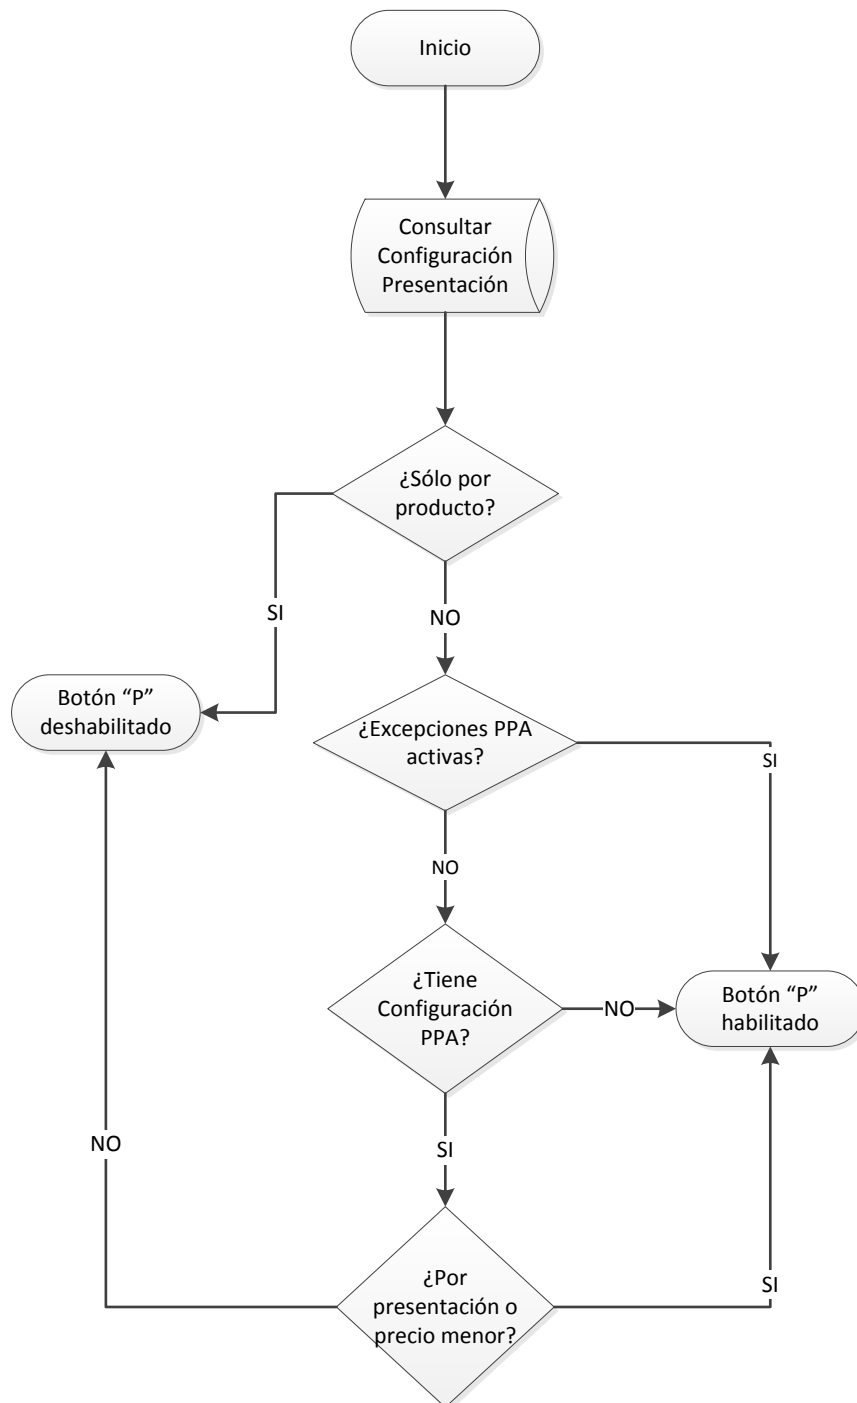 Inicio
Consultar
Configuración
Presentación
¿Sólo por
producto?
SI
NO
Botón “P”
deshabilitado
¿Excepciones PPA
activas?
SI
NO
¿Tiene
Configuración
PPA?
NO
Botón “P”
habilitado
SI
NO
¿Por
presentación o
precio menor?
SI